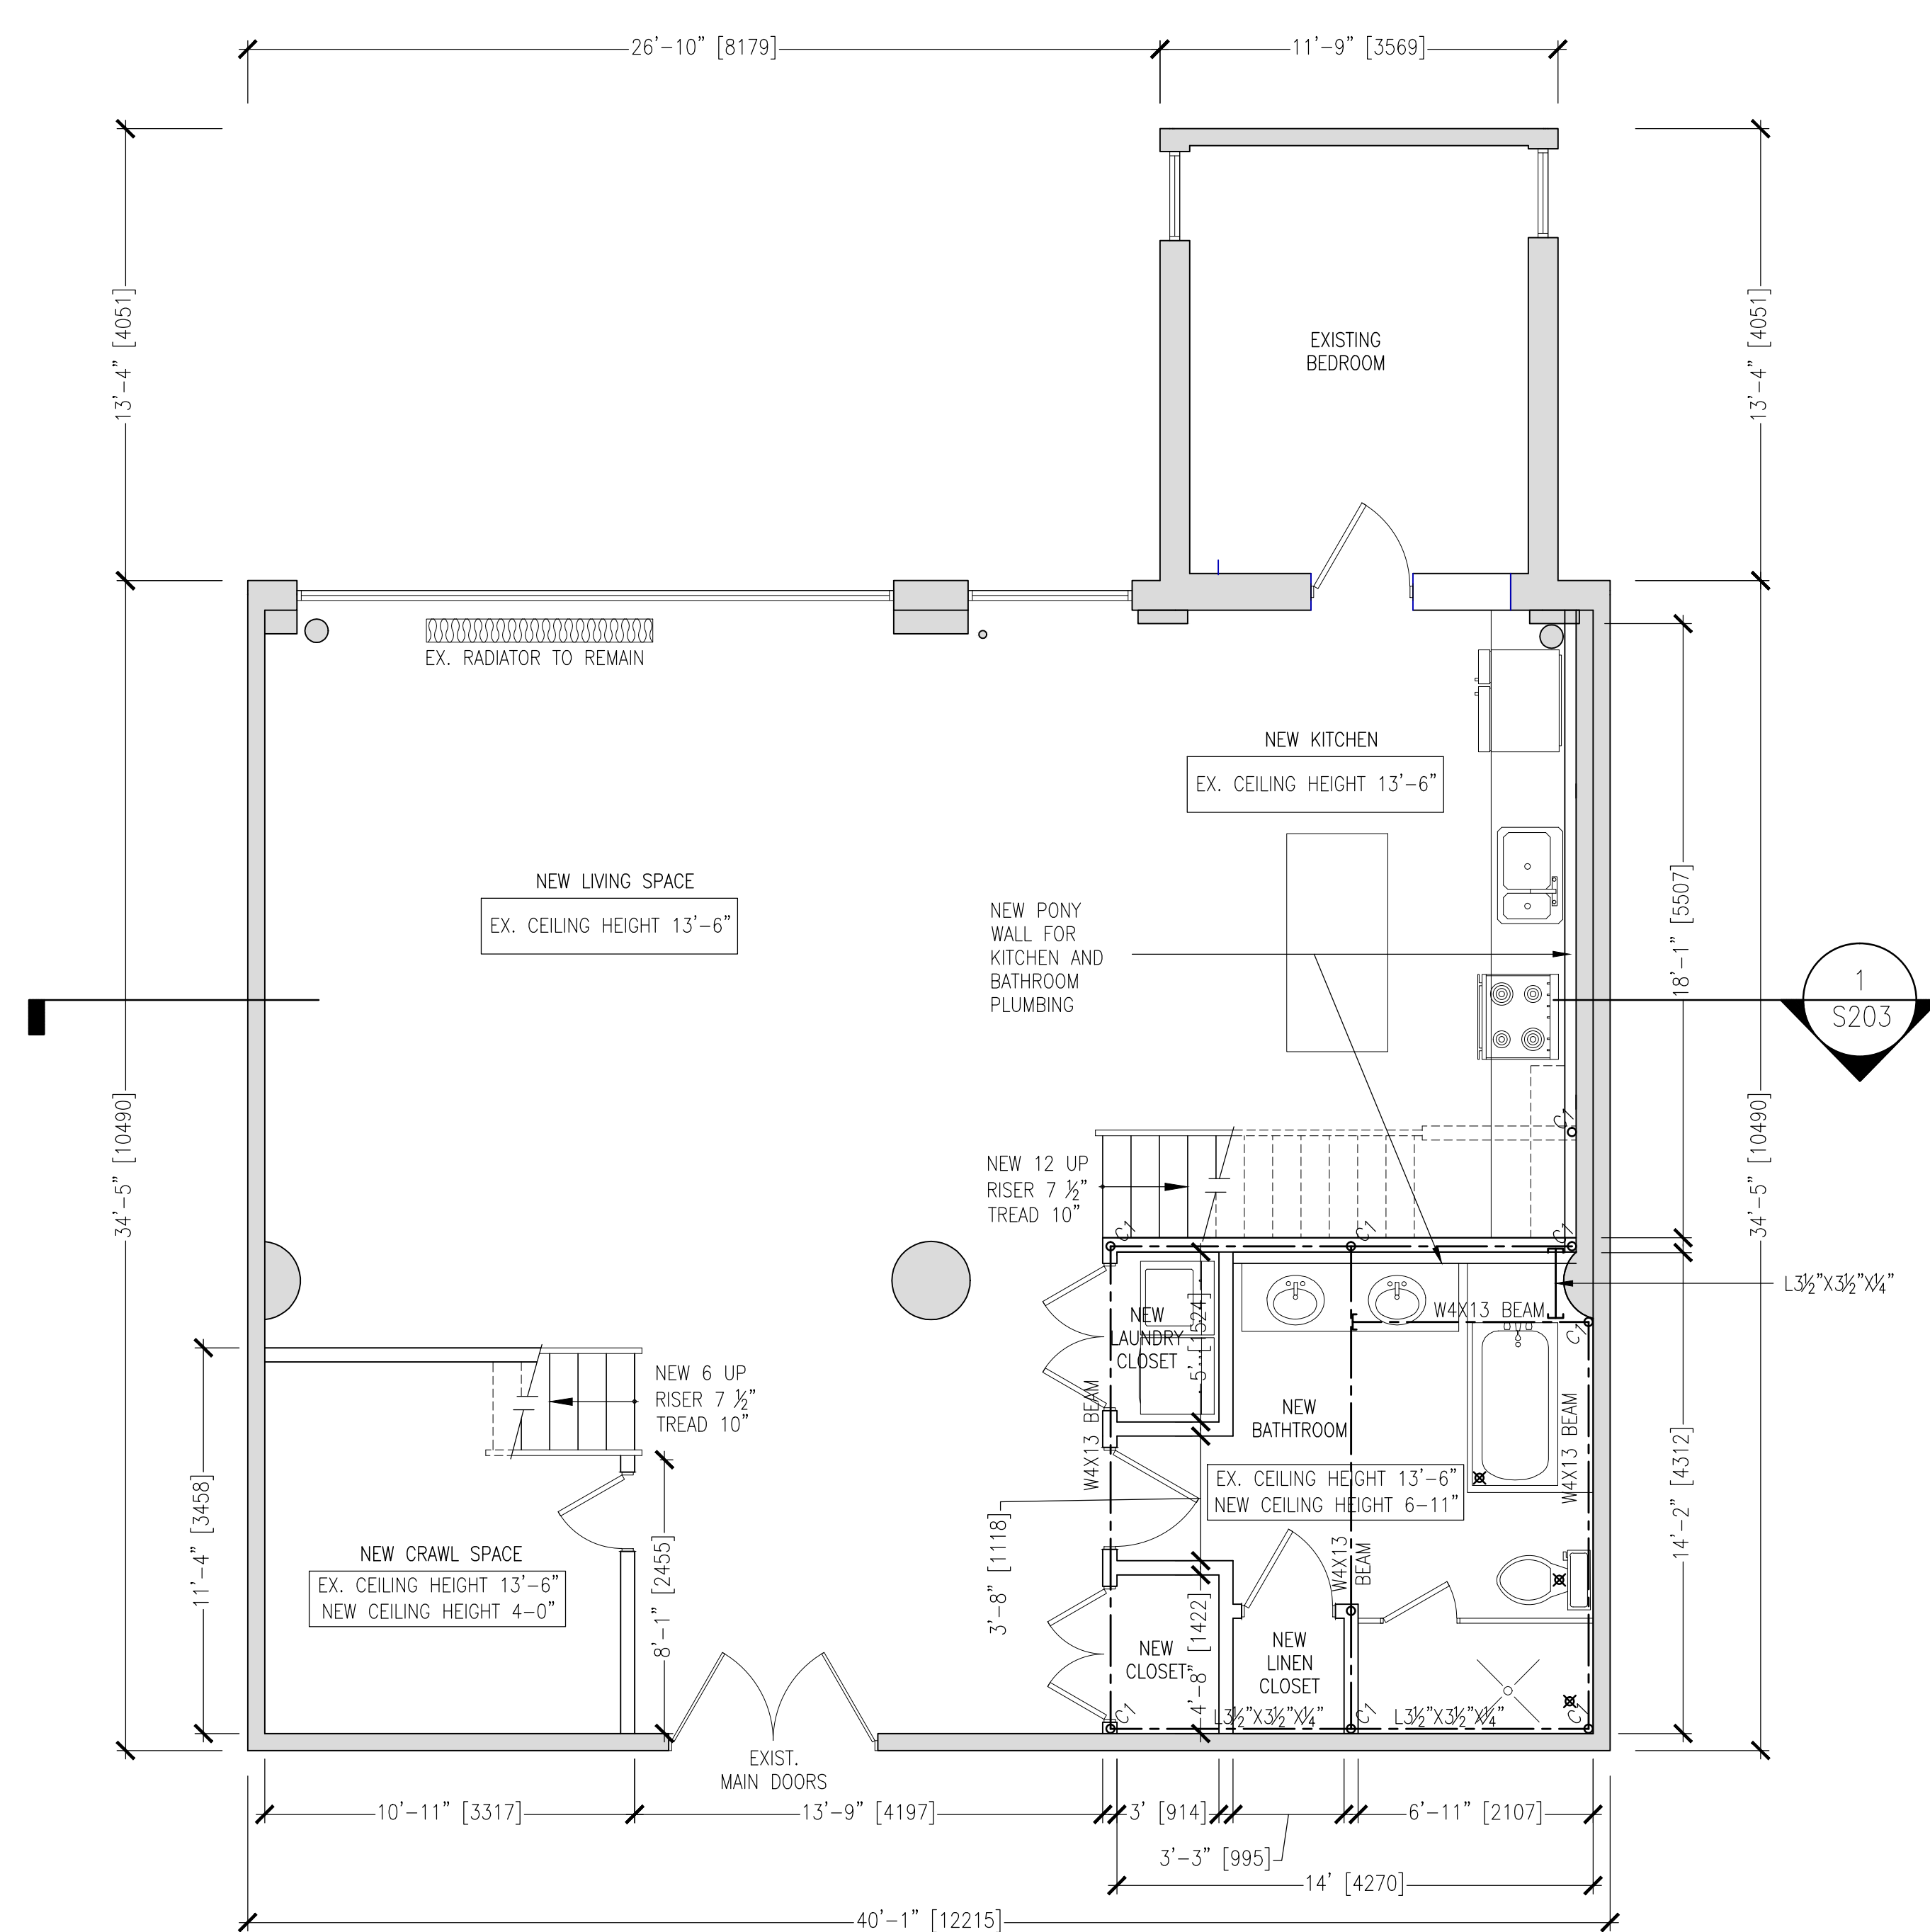 26'-10" [8179]
11'-9" [3569]
13'-4" [4051]
13'-4" [4051]
EXISTING
BEDROOM
EX. RADIATOR TO REMAIN
NEW KITCHEN
EX. CEILING HEIGHT 13'-6"
NEW LIVING SPACE
EX. CEILING HEIGHT 13'-6"
NEW PONY
WALL FOR
KITCHEN AND
BATHROOM
PLUMBING
18'-1" [5507]
1
S203
34'-5" [10490]
34'-5" [10490]
C1
NEW 12 UP
RISER 7 ½"
TREAD 10"
C1
C1
C1
L3½"X3½"X¼"
W4X13 BEAM
C1
NEW
LAUNDRY
CLOSET
5' [1524]
NEW 6 UP
RISER 7 ½"
TREAD 10"
W4X13 BEAM
NEW
BATHTROOM
W4X13 BEAM
EX. CEILING HEIGHT 13'-6"
NEW CEILING HEIGHT 6-11"
11'-4" [3458]
8'-1" [2455]
3'-8" [1118]
14'-2" [4312]
NEW CRAWL SPACE
EX. CEILING HEIGHT 13'-6"
NEW CEILING HEIGHT 4-0"
W4X13
BEAM
4'-8" [1422]
NEW
CLOSET
NEW
LINEN
CLOSET
C1
L3½"X3½"X¼"
C1
L3½"X3½"X¼"
C1
EXIST.
MAIN DOORS
10'-11" [3317]
13'-9" [4197]
3' [914]
6'-11" [2107]
3'-3" [995]
14' [4270]
40'-1" [12215]